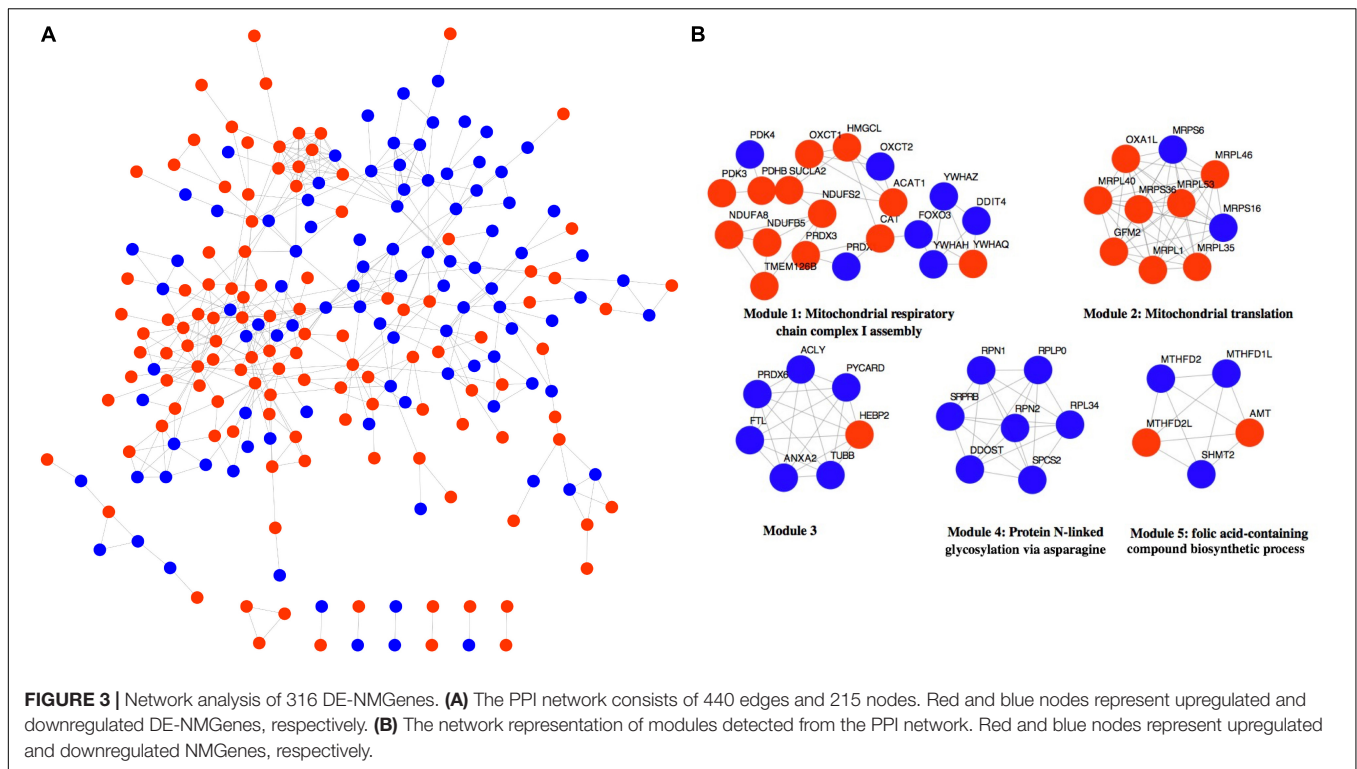 A
B
PDK4
OXCT1
HMGCL
OXCT2
PDK3
PDHB
SUCLA2
ACAT1
YWHAZ
NDUFS2
DDIT4
NDUFA8
NDUFB5
CAT
FOXO3
PRDX3
PRDX
YWHAH
YWHAQ
TMEM126B
Module 1: Mitochondrial respiratory
chain complex I assembly
MRPS6
OXA1L
MRPL46
MRPL40
MRPS36
MRPL53
MRPS16
GFM2
MRPL1
MRPL35
Module 2: Mitochondrial translation
ACLY
PRDX6
PYCARD
FTL
HEBP2
ANXA2
TUBB
Module 3
RPN1
RPLP0
SRPRB
RPN2
RPL34
DDOST
SPCS2
Module 4: Protein N-linked
glycosylation via asparagine
MTHFD2
MTHFD1L
MTHFD2L
AMT
SHMT2
Module 5: folic acid-containing
compound biosynthetic process
FIGURE 3 | Network analysis of 316 DE-NMGenes. (A) The PPI network consists of 440 edges and 215 nodes. Red and blue nodes represent upregulated and
downregulated DE-NMGenes, respectively. (B) The network representation of modules detected from the PPI network. Red and blue nodes represent upregulated
and downregulated NMGenes, respectively.